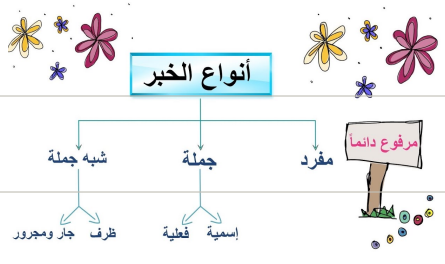 أنواع الخبر
مرفوع دائماً
مفرد
جملة
شبه جملة
إسمية
فعلية
ظرف
جار ومجرور